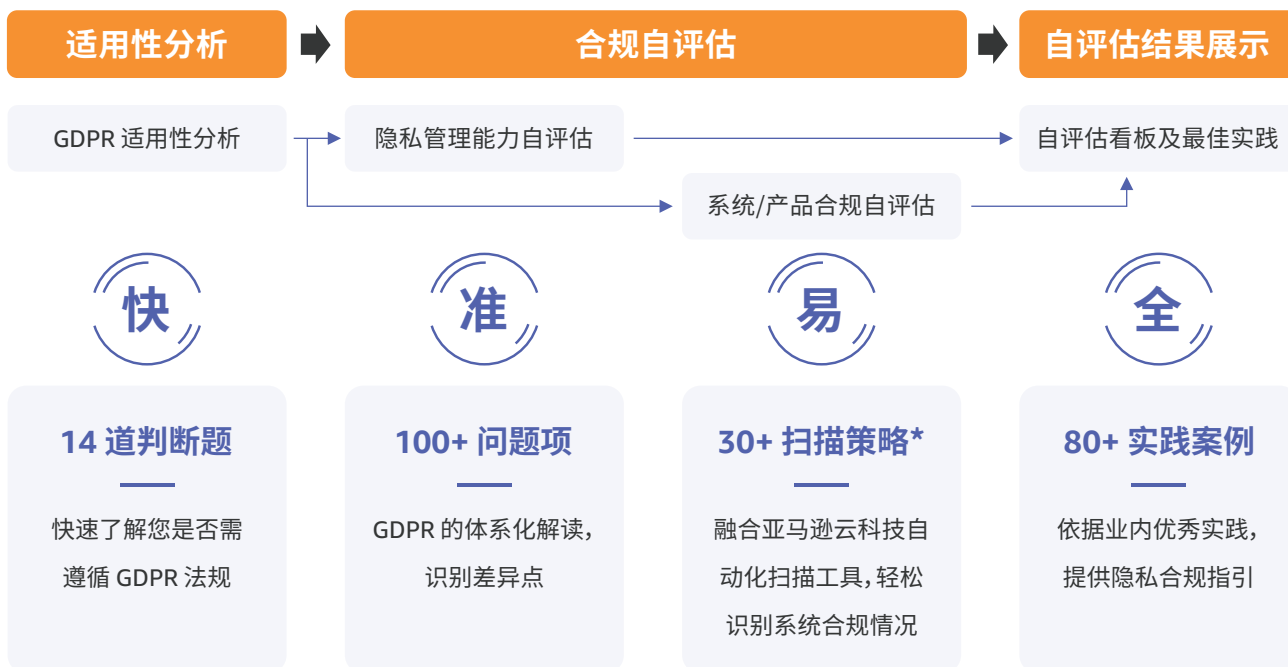 适用性分析
合规自评估
自评估结果展示
GDPR 适用性分析
隐私管理能力自评估
自评估看板及最佳实践
系统/产品合规自评估
快
准
易
全
14 道判断题
快速了解您是否需
遵循 GDPR 法规
100+ 问题项
GDPR 的体系化解读，
识别差异点
30+ 扫描策略*
融合亚马逊云科技自
动化扫描工具，轻松
识别系统合规情况
80+ 实践案例
依据业内优秀实践，
提供隐私合规指引